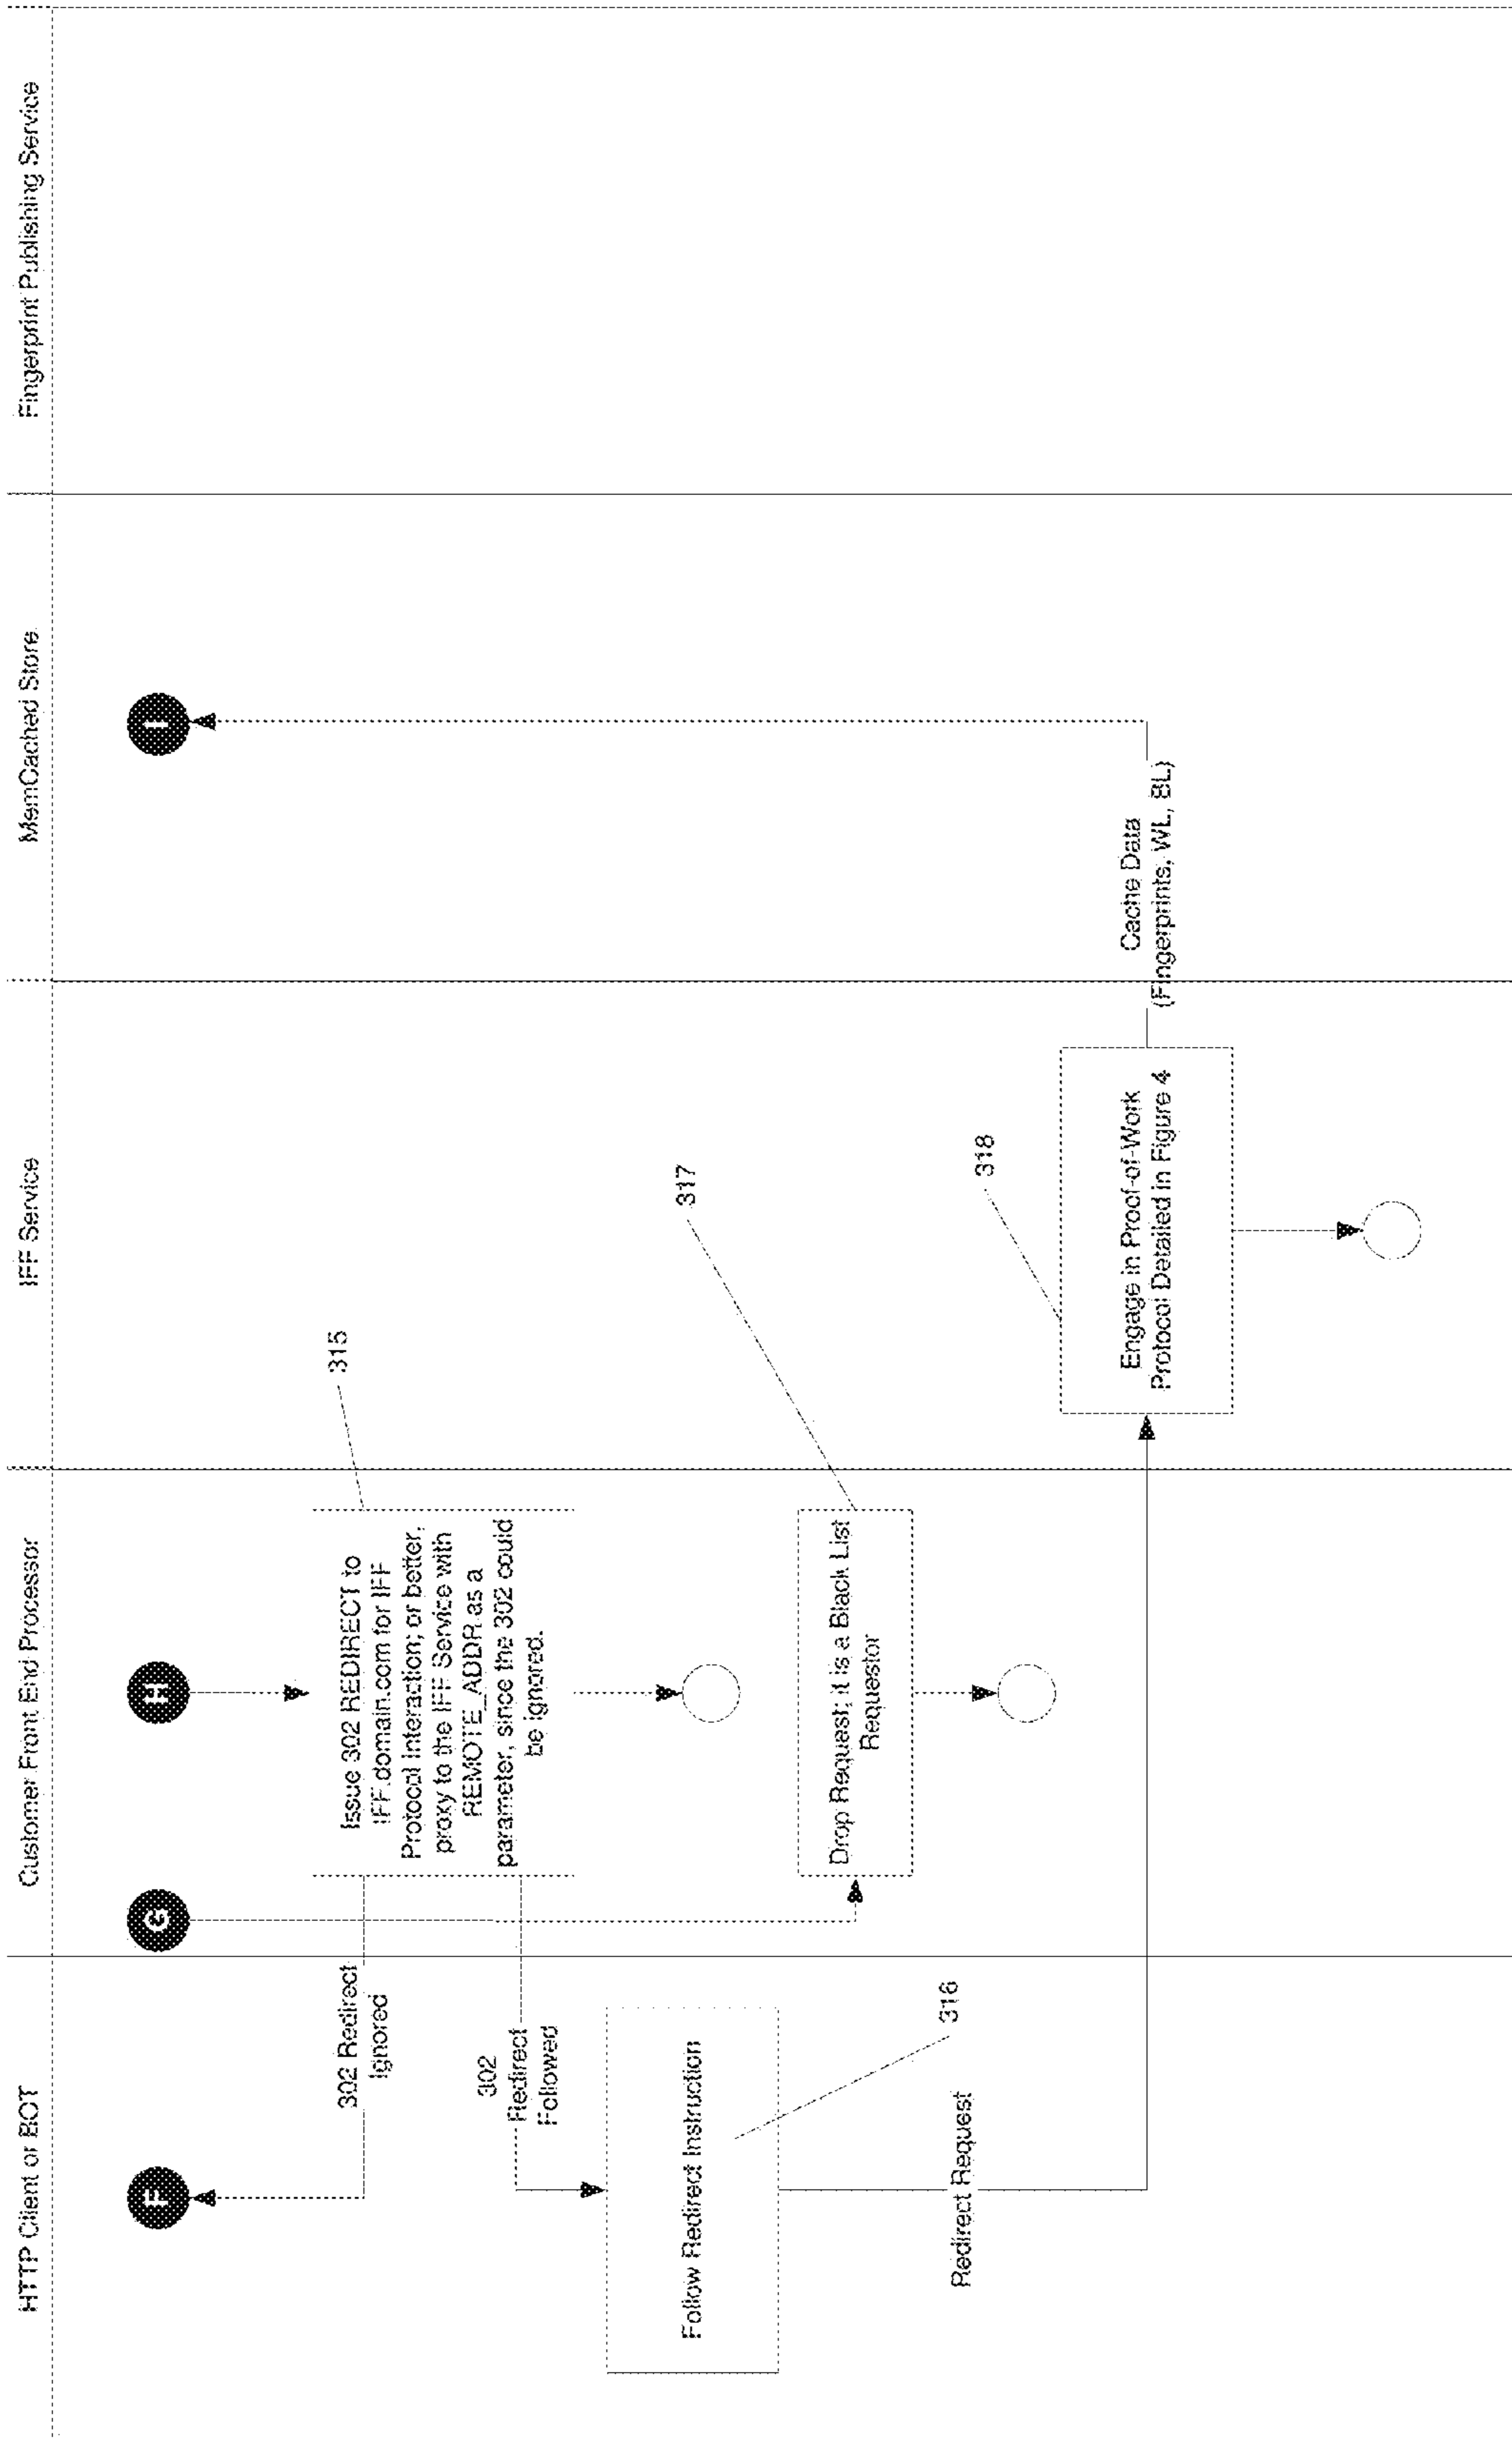 HTTP Client or BOT
Customer Front End Processor
IFF Service
MemCached Store
Fingerprint Publishing Service
F
G
H
I
302 Redirect
Ignored
Issue 302 REDIRECT to
IFF.domain.com for IFF
Protocol Interaction; or better,
proxy to the IFF Service with
REMOTE_ADDR as a
parameter, since the 302 could
be ignored.
315
302
Redirect
Followed
Follow Redirect Instruction
316
Drop Request; it is a Black List
Requestor
317
Redirect Request
318
Engage in Proof-of-Work
Protocol Detailed in Figure 4
Cache Data
(Fingerprints, WL, BL)